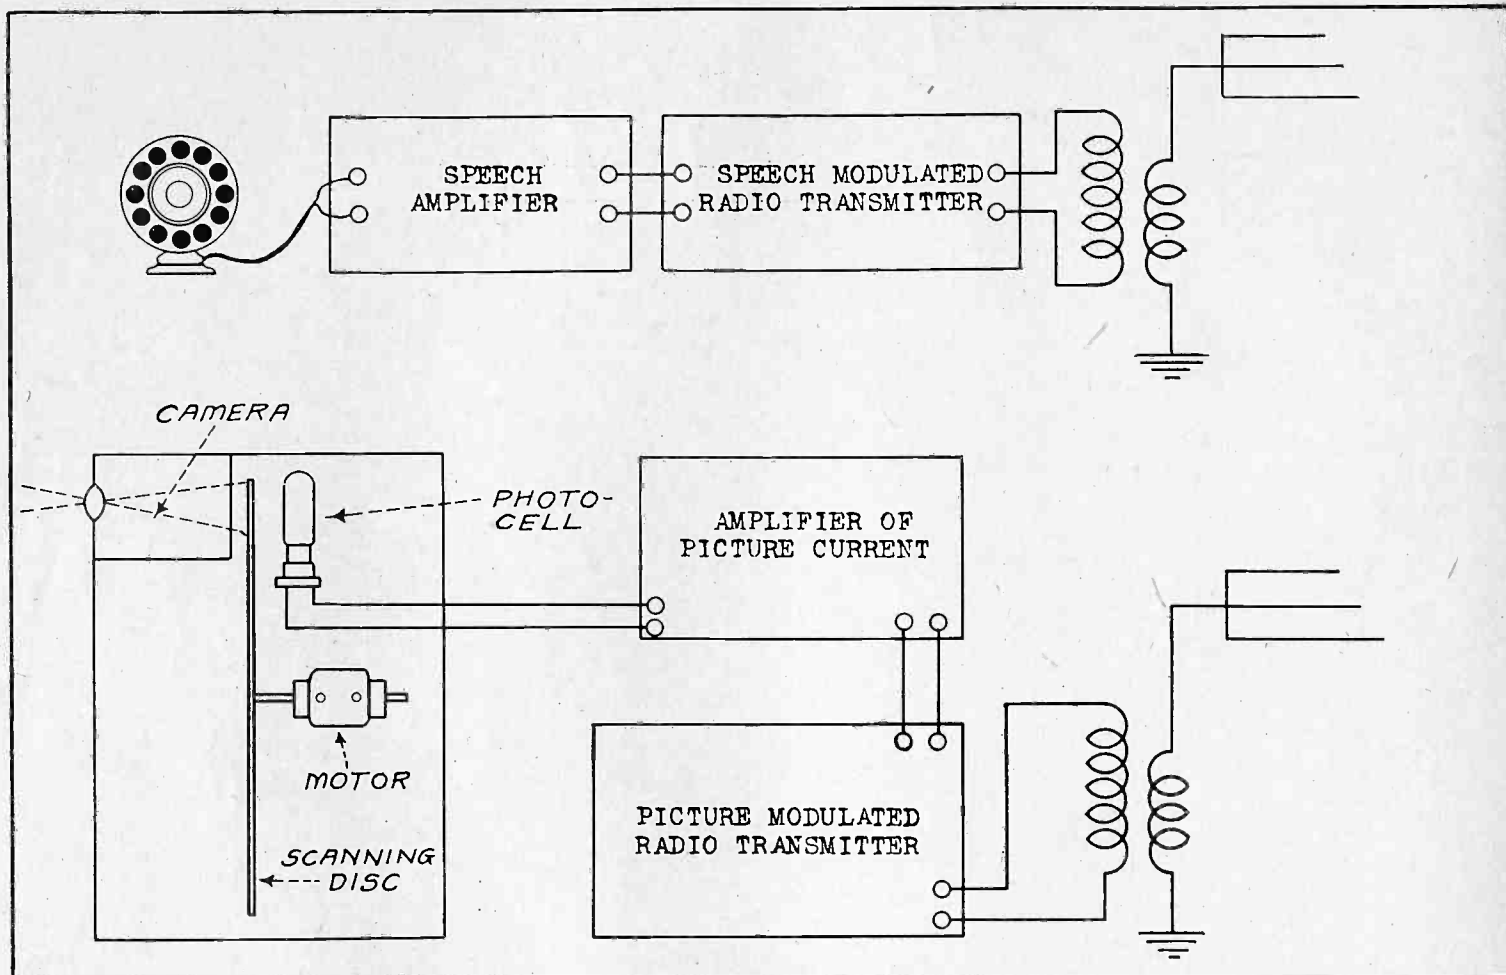 SPEECH
AMPLIFIER
SPEECH MODULATED
RADIO TRANSMITTER
CAMERA
PHOTO-
CELL
AMPLIFIER OF
PICTURE CURRENT
MOTOR
PICTURE MODULATED
RADIO TRANSMITTER
SCANNING
DISC